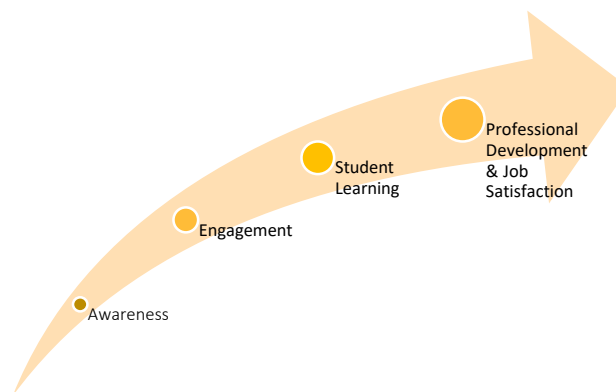 Professional
Development
& Job
Satisfaction
Student
Learning
Engagement
Awareness